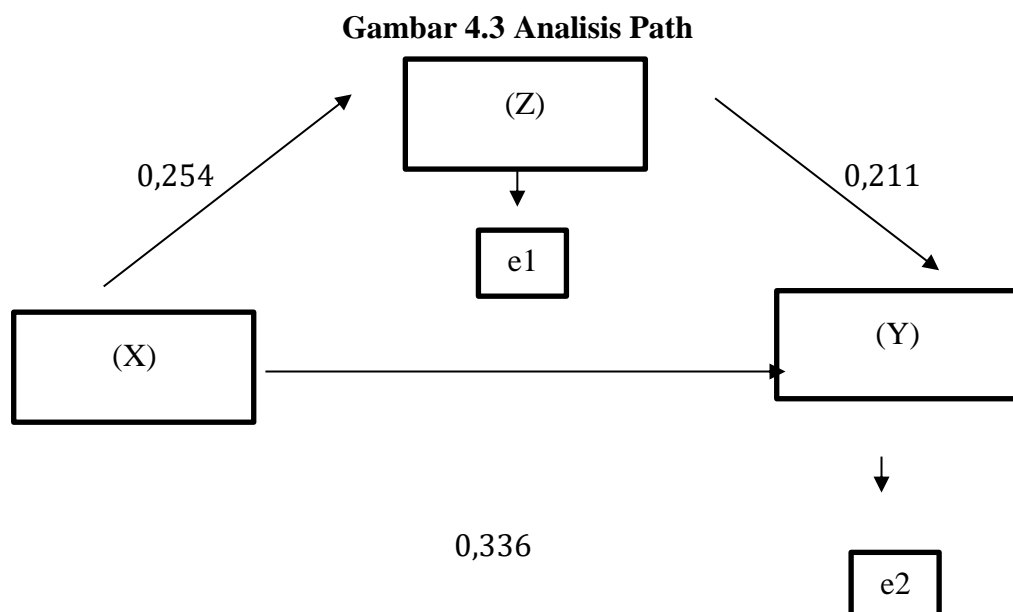 Gambar 4.3 Analisis Path
(Z)
0,254
0,211
e1
(X)
(Y)
0,336
e2